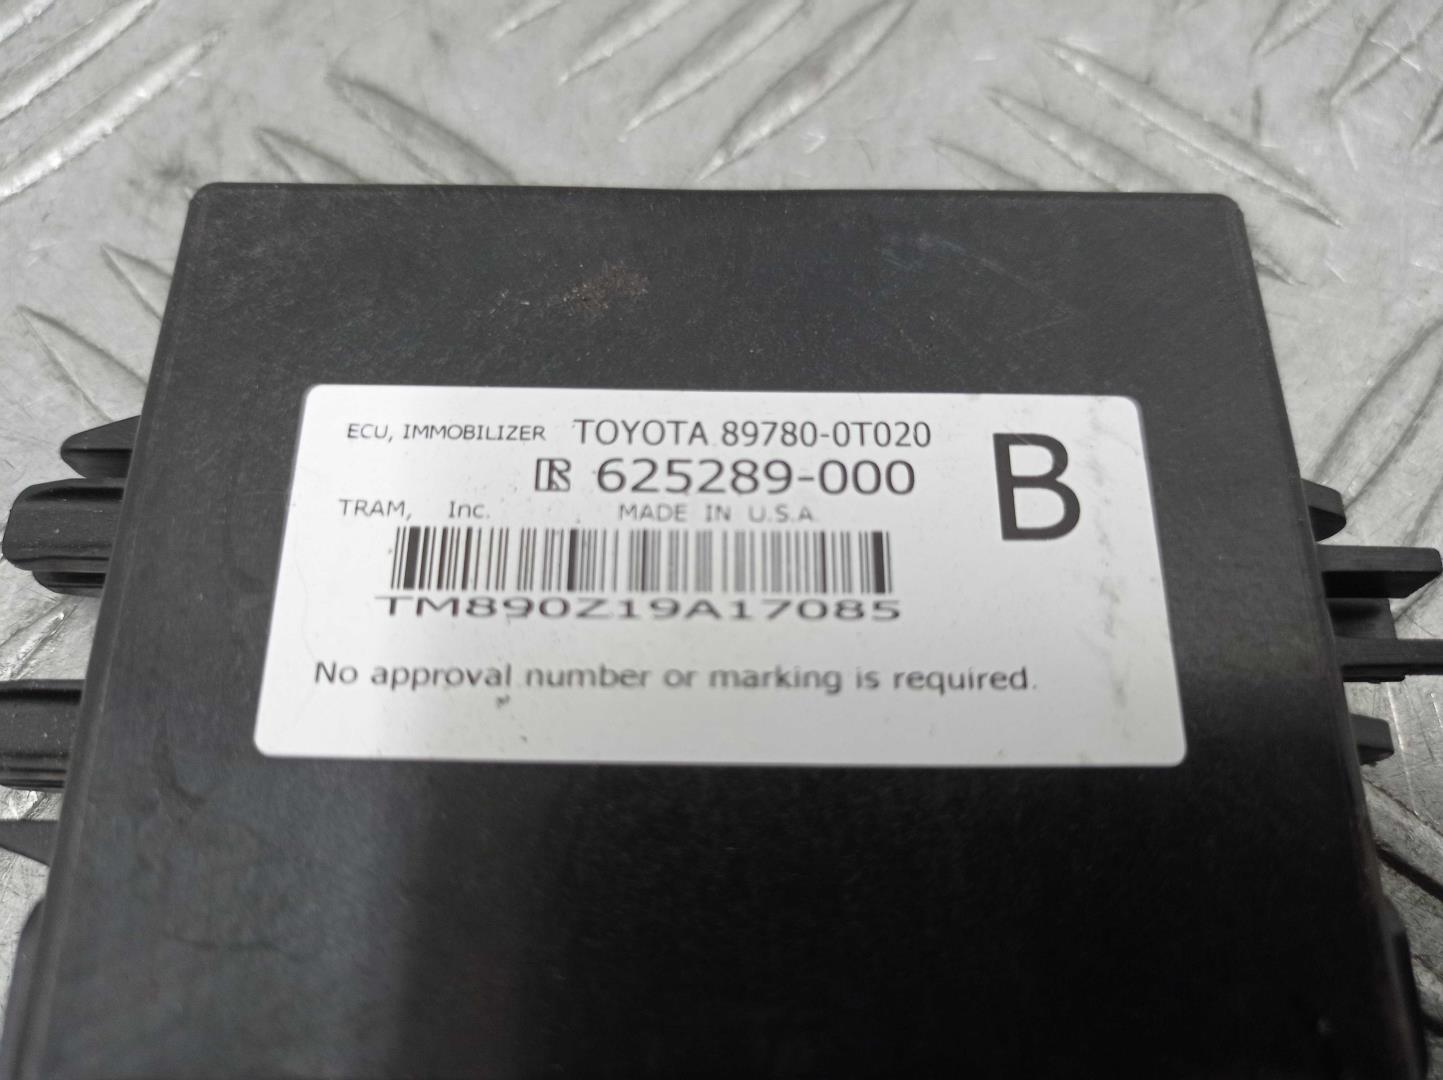 ECU, IMMOBILIZER TOYOTA 89780-0T020
625289-000
B
TRAM, Inc. MADE IN U.S.A.
TM890Z19A17085
No approval number or marking is required.